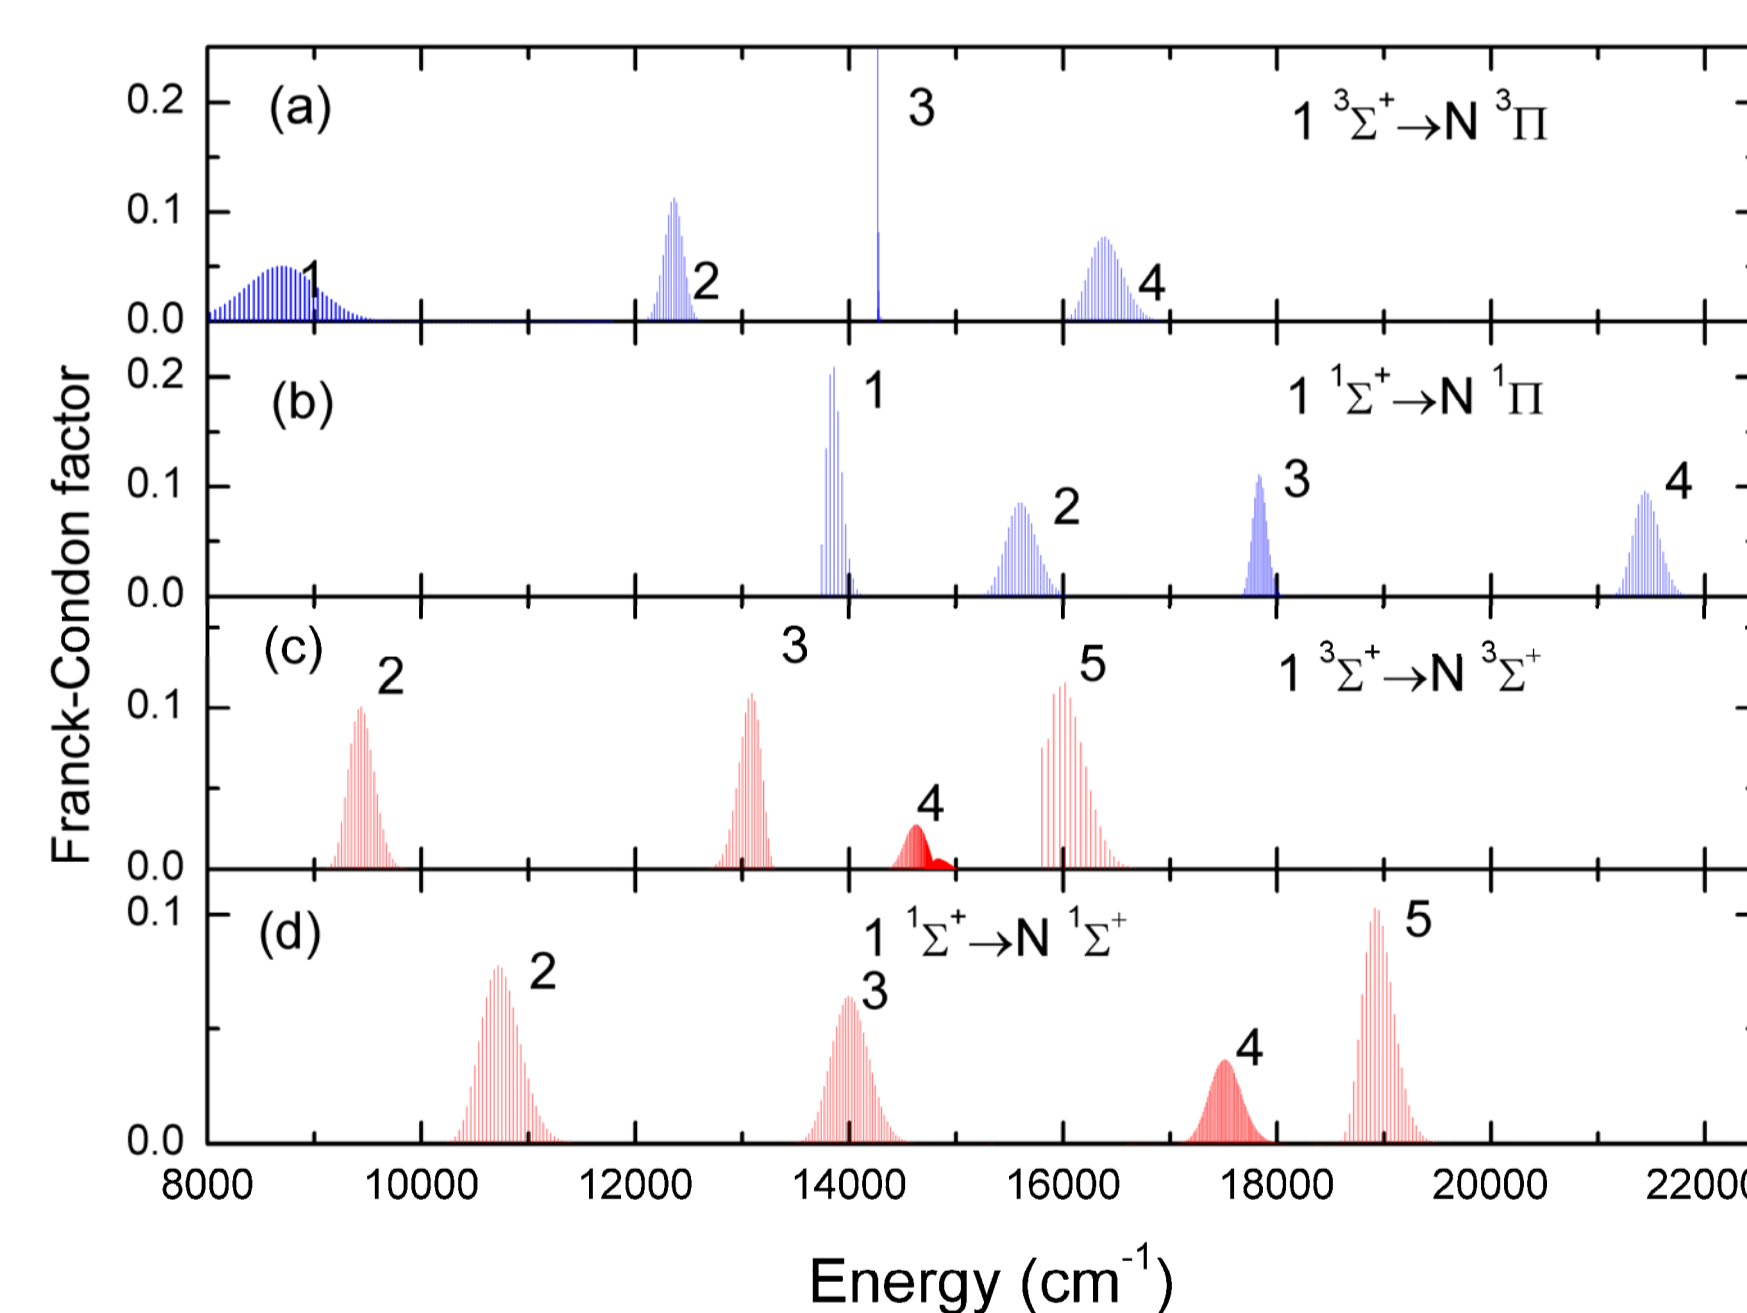 (a)
3
1 ³Σ⁺→N ³Π
0.2
0.1
0.0
1
2
4
(b)
1
1 ¹Σ⁺→N ¹Π
0.2
0.1
0.0
2
3
4
Franck-Condon factor
(c)
2
3
5
1 ³Σ⁺→N ³Σ⁺
0.1
0.0
4
(d)
1 ¹Σ⁺→N ¹Σ⁺
0.1
0.0
2
3
4
5
8000 10000 12000 14000 16000 18000 20000 2200
Energy (cm⁻¹)